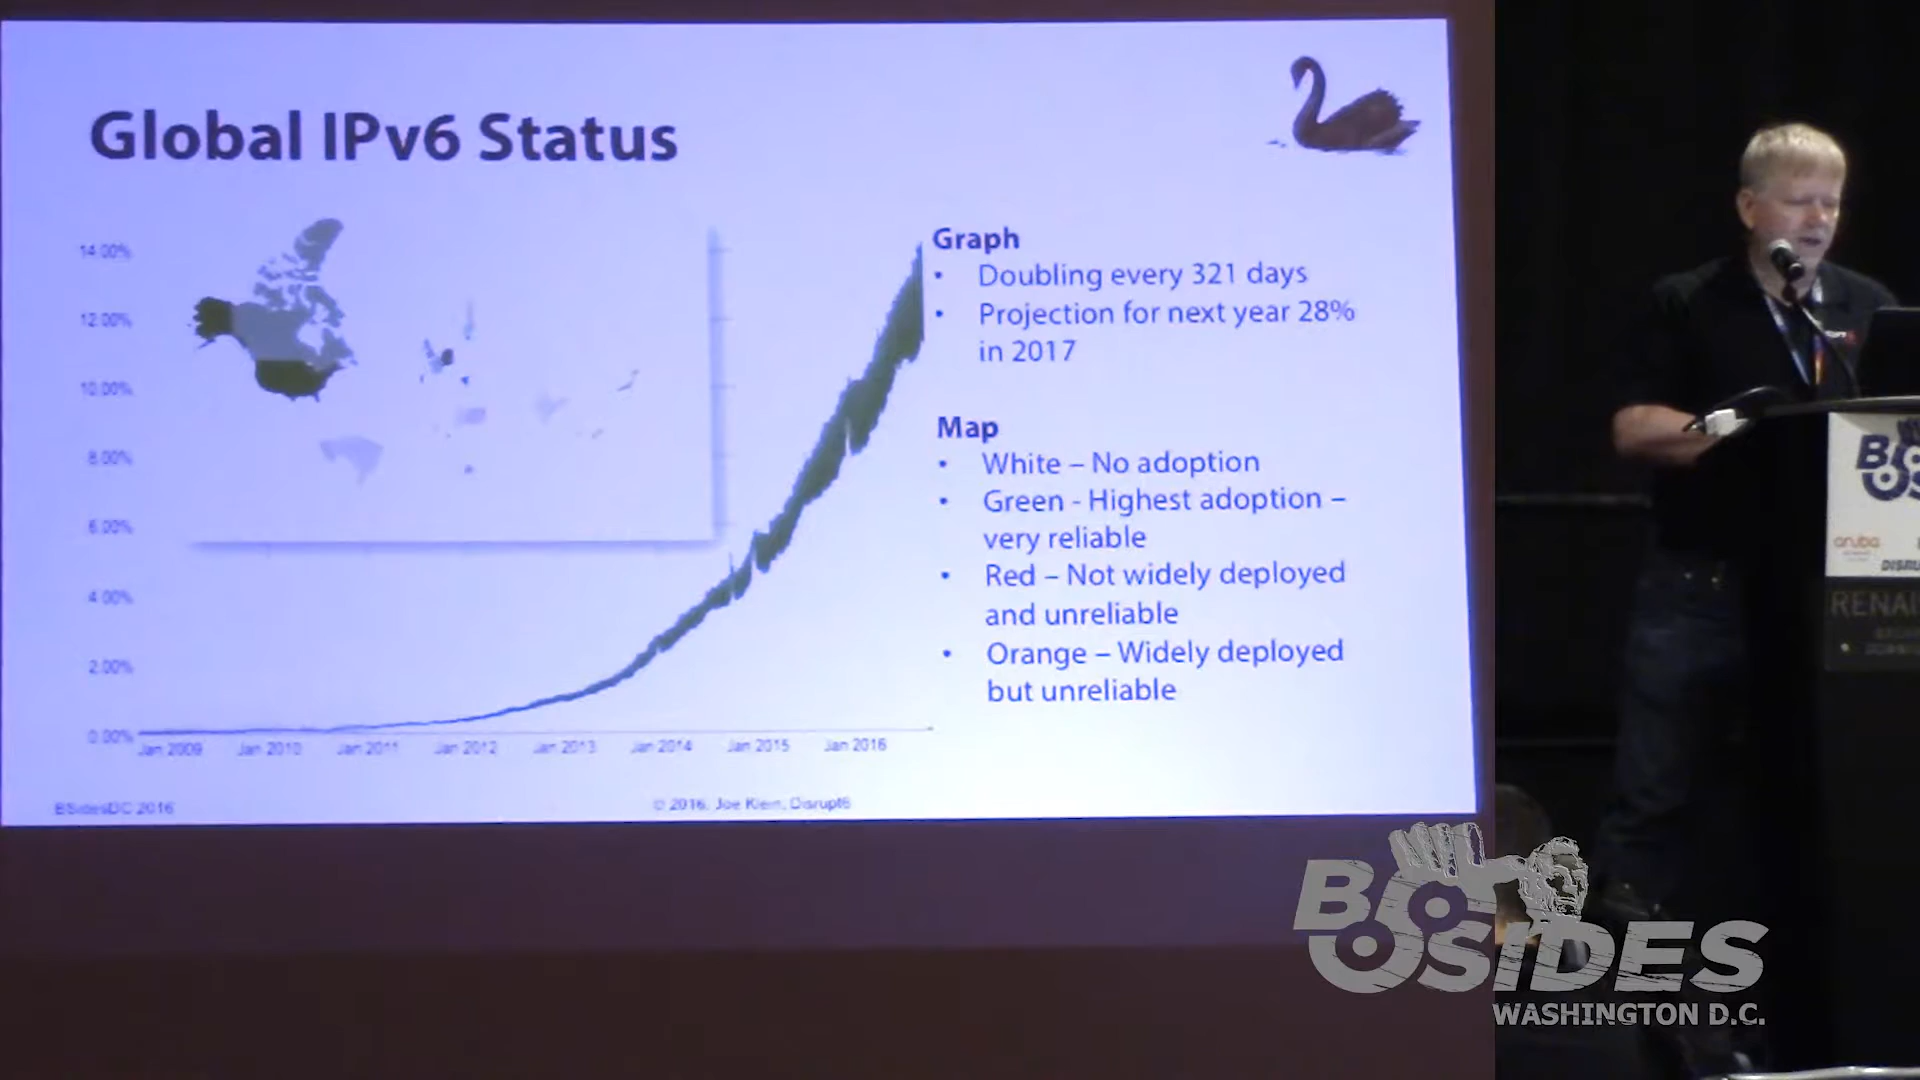 Global IPv6 Status
14.00%
12.00%
10.00%
8.00%
6.00%
4.00%
2.00%
0.00%
Jan 2009 Jan 2010 Jan 2011 Jan 2012 Jan 2013 Jan 2014 Jan 2015 Jan 2016
Graph
• Doubling every 321 days
• Projection for next year 28%
in 2017
Map
• White – No adoption
• Green - Highest adoption –
very reliable
• Red – Not widely deployed
and unreliable
• Orange – Widely deployed
but unreliable
BSidesDC 2016
© 2016, Joe Klein, Disrupt6
aruba
RENAI
BSIDES
WASHINGTON D.C.